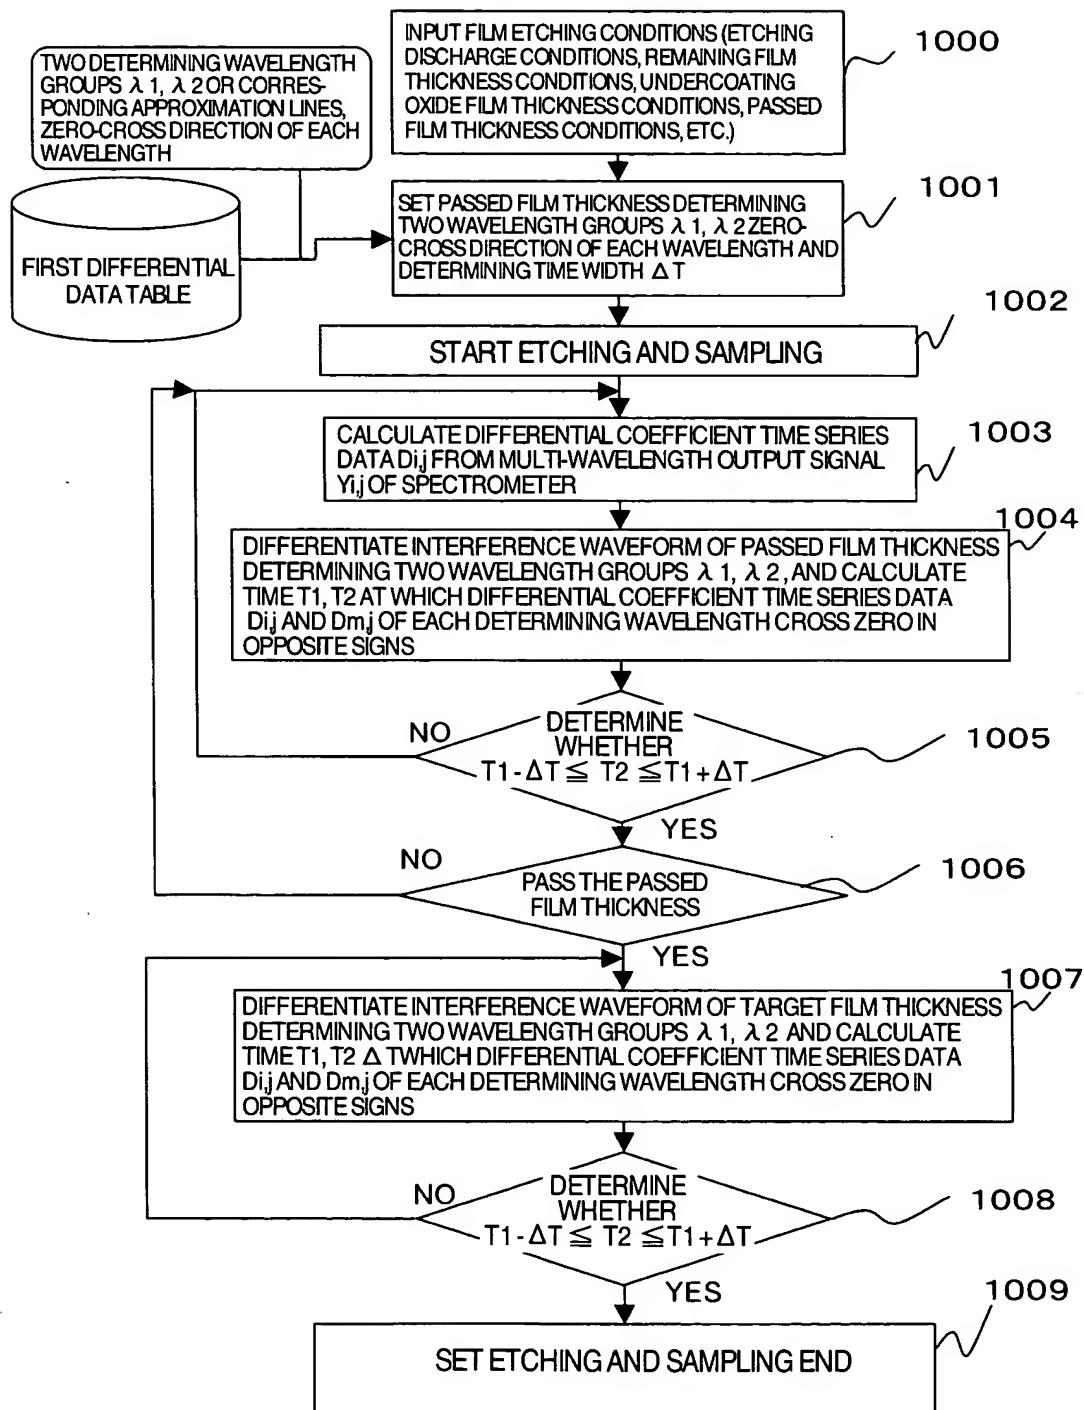 INPUT FILM ETCHING CONDITIONS (ETCHING
DISCHARGE CONDITIONS, REMAINING FILM
THICKNESS CONDITIONS, UNDERCOATING
OXIDE FILM THICKNESS CONDITIONS, PASSED
FILM THICKNESS CONDITIONS, ETC.)
1000
TWO DETERMINING WAVELENGTH
GROUPS λ1, λ2 OR CORRES-
PONDING APPROXIMATION LINES,
ZERO-CROSS DIRECTION OF EACH
WAVELENGTH
FIRST DIFFERENTIAL
DATA TABLE
SET PASSED FILM THICKNESS DETERMINING
TWO WAVELENGTH GROUPS λ1, λ2 ZERO-
CROSS DIRECTION OF EACH WAVELENGTH AND
DETERMINING TIME WIDTH ΔT
1001
START ETCHING AND SAMPLING
1002
CALCULATE DIFFERENTIAL COEFFICIENT TIME SERIES
DATA Di,j FROM MULTI-WAVELENGTH OUTPUT SIGNAL
Yi,j OF SPECTROMETER
1003
DIFFERENTIATE INTERFERENCE WAVEFORM OF PASSED FILM THICKNESS
DETERMINING TWO WAVELENGTH GROUPS λ1, λ2, AND CALCULATE
TIME T1, T2 AT WHICH DIFFERENTIAL COEFFICIENT TIME SERIES DATA
Di,j AND Dm,j OF EACH DETERMINING WAVELENGTH CROSS ZERO IN
OPPOSITE SIGNS
1004
DETERMINE
WHETHER
T1-ΔT ≦ T2 ≦T1+ΔT
NO
YES
1005
PASS THE PASSED
FILM THICKNESS
NO
YES
1006
DIFFERENTIATE INTERFERENCE WAVEFORM OF TARGET FILM THICKNESS
DETERMINING TWO WAVELENGTH GROUPS λ1, λ2 AND CALCULATE
TIME T1, T2 Δ TWHICH DIFFERENTIAL COEFFICIENT TIME SERIES DATA
Di,j AND Dm,j OF EACH DETERMINING WAVELENGTH CROSS ZERO IN
OPPOSITE SIGNS
1007
DETERMINE
WHETHER
T1-ΔT ≦ T2 ≦T1+ΔT
NO
YES
1008
SET ETCHING AND SAMPLING END
1009